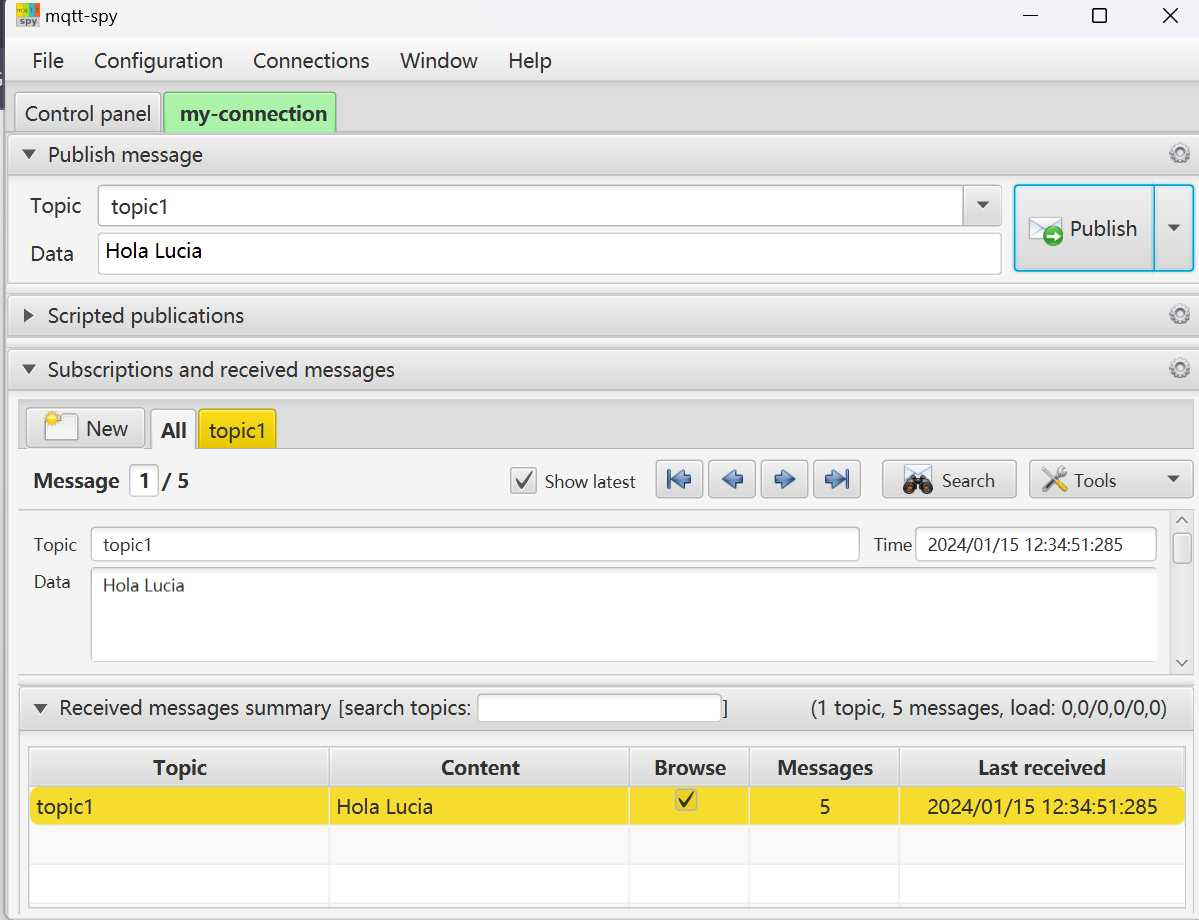 mqtt-spy
File Configuration Connections Window Help
Control panel my-connection
Publish message
Topic topic1
Publish
Data Hola Lucia
Scripted publications
Subscriptions and received messages
New All topic1
Message 1 / 5 Show latest Search Tools
Topic topic1 Time 2024/01/15 12:34:51:285
Data Hola Lucia
Received messages summary [search topics: ] (1 topic, 5 messages, load: 0,0/0,0/0,0)
Topic Content Browse Messages Last received
topic1 Hola Lucia 5 2024/01/15 12:34:51:285